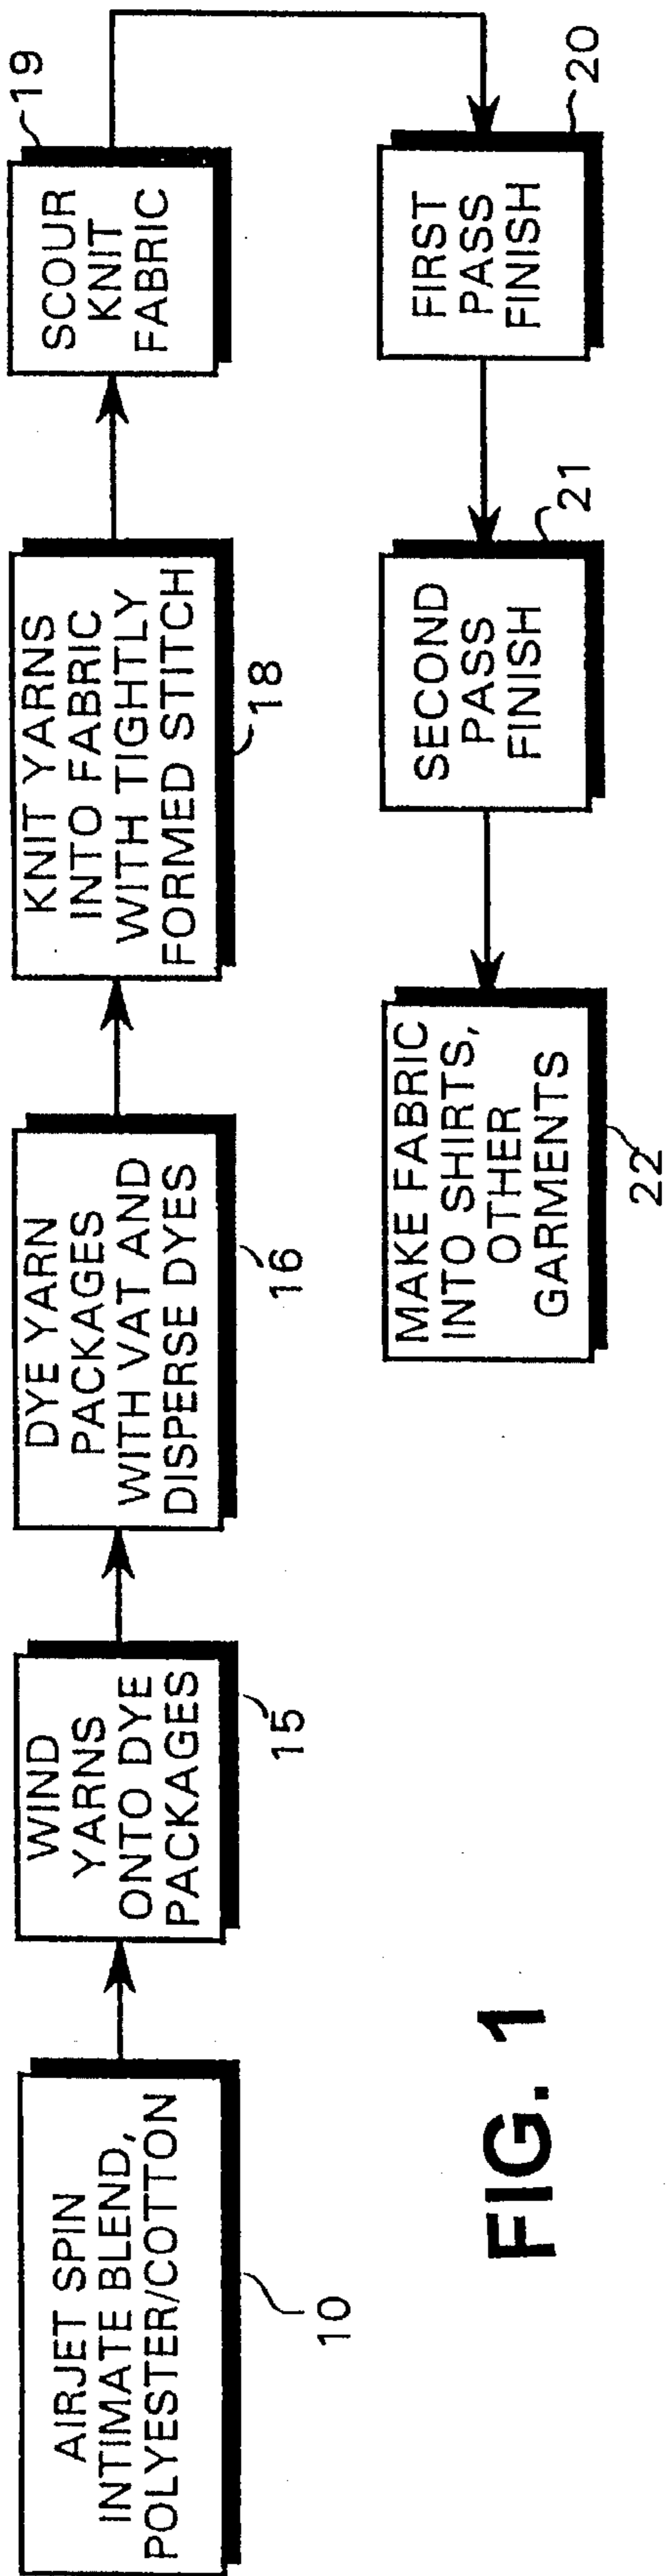 AIRJET SPIN
INTIMATE BLEND,
POLYESTER/COTTON
10
WIND
YARNS
ONTO DYE
PACKAGES
15
DYE YARN
PACKAGES
WITH VAT AND
DISPERSE DYES
16
KNIT YARNS
INTO FABRIC
WITH TIGHTLY
FORMED STITCH
18
SCOUR
KNIT
FABRIC
19
FIRST
PASS
FINISH
20
SECOND
PASS
FINISH
21
MAKE FABRIC
INTO SHIRTS,
OTHER
GARMENTS
22
FIG. 1